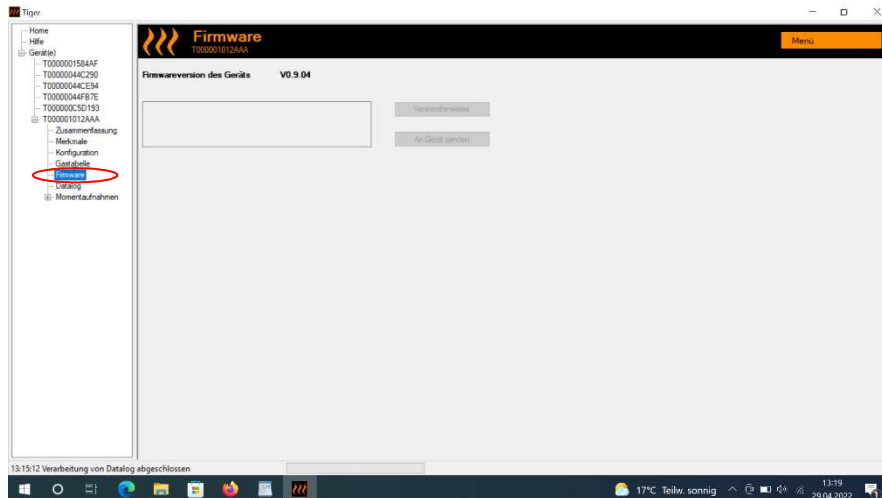 Tiger
Home
Hilfe
Gerät(e)
T0000001584AF
T00000044C290
T00000044CE94
T00000044FB7E
T000000C5D193
T000001012AAA
Zusammenfassung
Merkmale
Konfiguration
Gastabelle
Firmware
Datalog
Momentaufnahmen
Firmware
T000001012AAA
Menü
Firmwareversion des Geräts V0.9.04
Versionshinweise
An Gerät senden
13:15:12 Verarbeitung von Datalog abgeschlossen
17°C Teilw. sonnig
13:19
29.04.2022